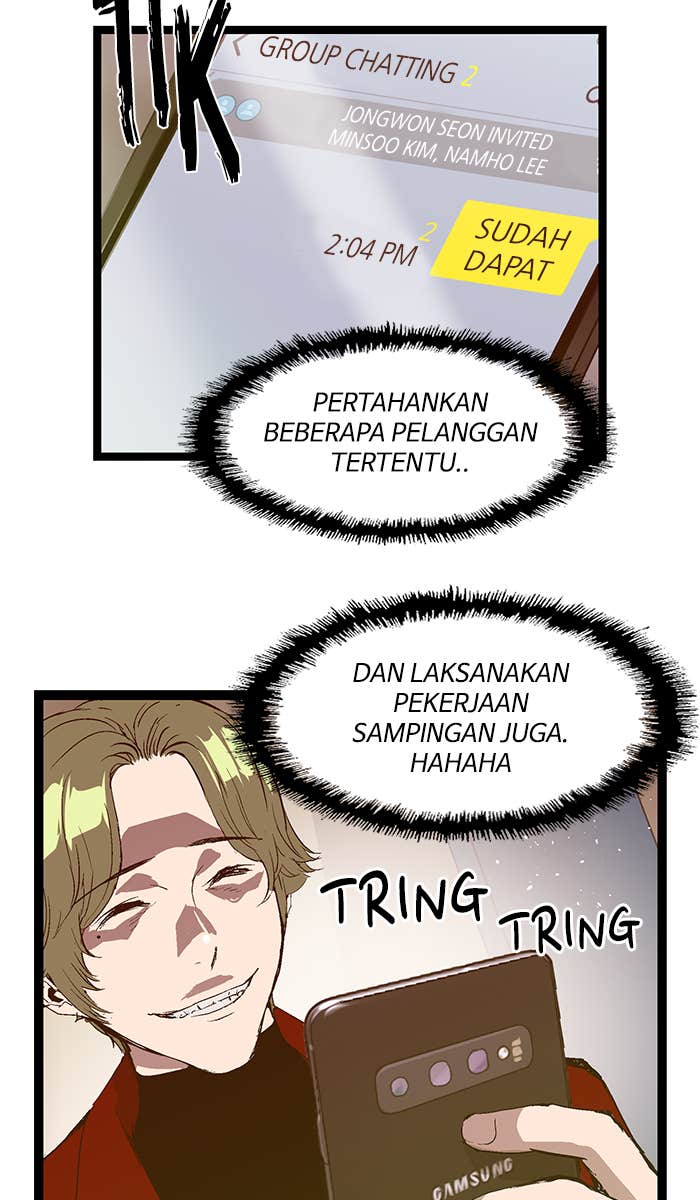 TIK
GROUP CHATTING 2
JONGWON SEON INVITED
MINSOO KIM, NAMHO LEE
2
2:04 PM
SUDAH
DAPAT
PERTAHANKAN
BEBERAPA PELANGGAN
TERTENTU..
DAN LAKSANAKAN
PEKERJAAN
SAMPINGAN JUGA.
HAHAHA
TRING
TRING
SAMSUNG